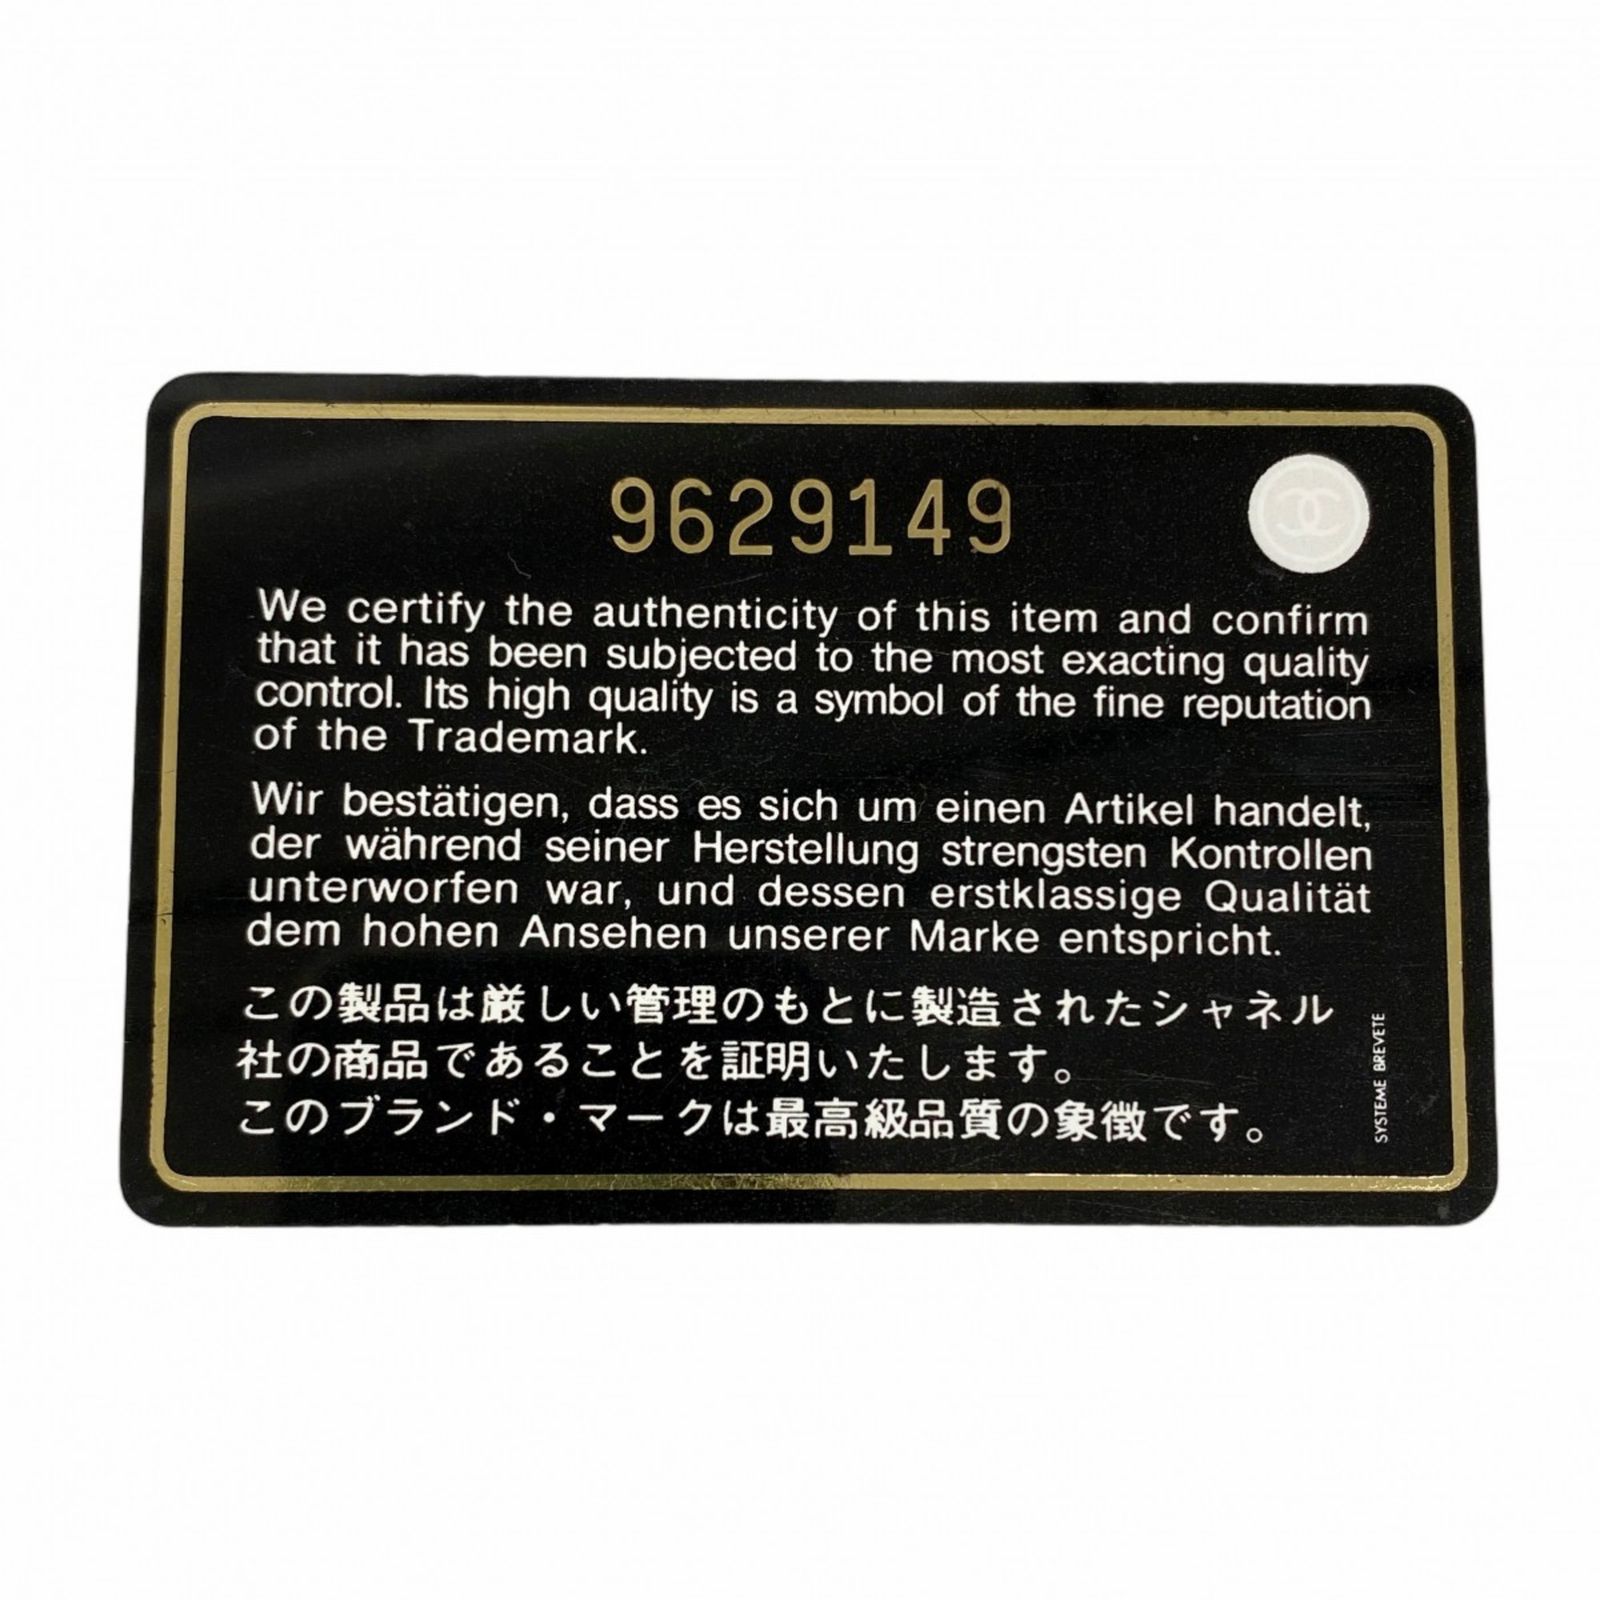 9629149
We certify the authenticity of this item and confirm
that it has been subjected to the most exacting quality
control. Its high quality is a symbol of the fine reputation
of the Trademark.
Wir bestätigen, dass es sich um einen Artikel handelt,
der während seiner Herstellung strengsten Kontrollen
unterworfen war, und dessen erstklassige Qualität
dem hohen Ansehen unserer Marke entspricht.
この製品は厳しい管理のもとに製造されたシャネル
社の商品であることを証明いたします。
このブランド・マークは最高級品質の象徴です。
SYSTEME BREVETE